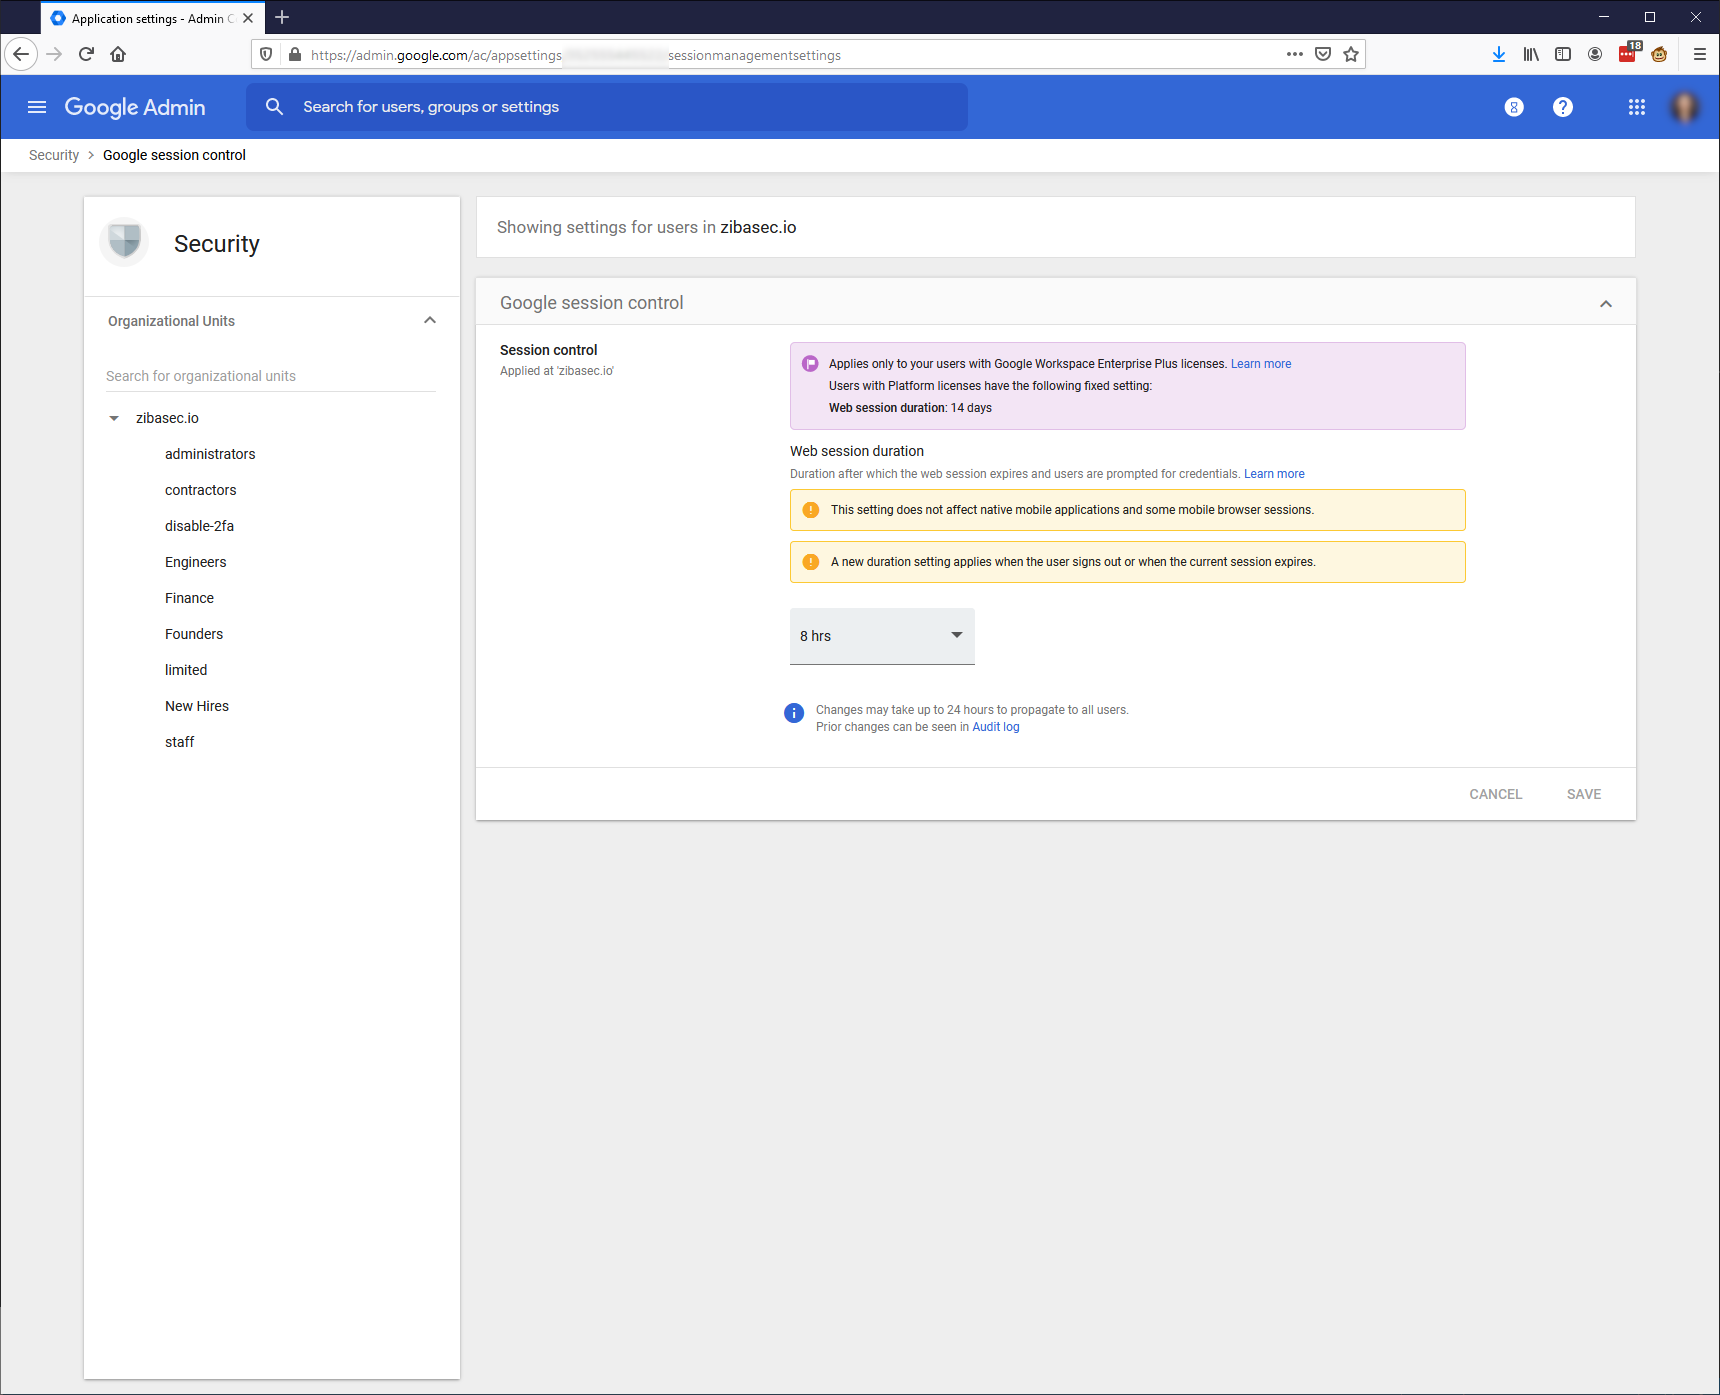 Application settings - Admin C
https://admin.google.com/ac/appsettings sessionmanagementsettings
18
Google Admin
Search for users, groups or settings
Security > Google session control
Security
Organizational Units
Search for organizational units
zibasec.io
administrators
contractors
disable-2fa
Engineers
Finance
Founders
limited
New Hires
staff
Showing settings for users in zibasec.io
Google session control
Session control
Applied at 'zibasec.io'
Applies only to your users with Google Workspace Enterprise Plus licenses. Learn more
Users with Platform licenses have the following fixed setting:
Web session duration: 14 days
Web session duration
Duration after which the web session expires and users are prompted for credentials. Learn more
This setting does not affect native mobile applications and some mobile browser sessions.
A new duration setting applies when the user signs out or when the current session expires.
8 hrs
Changes may take up to 24 hours to propagate to all users.
Prior changes can be seen in Audit log
CANCEL
SAVE